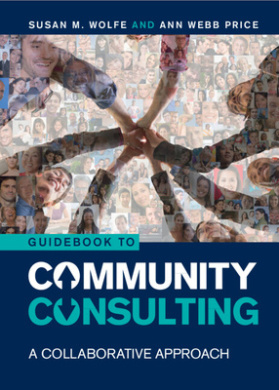 SUSAN M. WOLFE AND ANN WEBB PRICE
GUIDEBOOK TO
COMMUNITY
CONSULTING
A COLLABORATIVE APPROACH